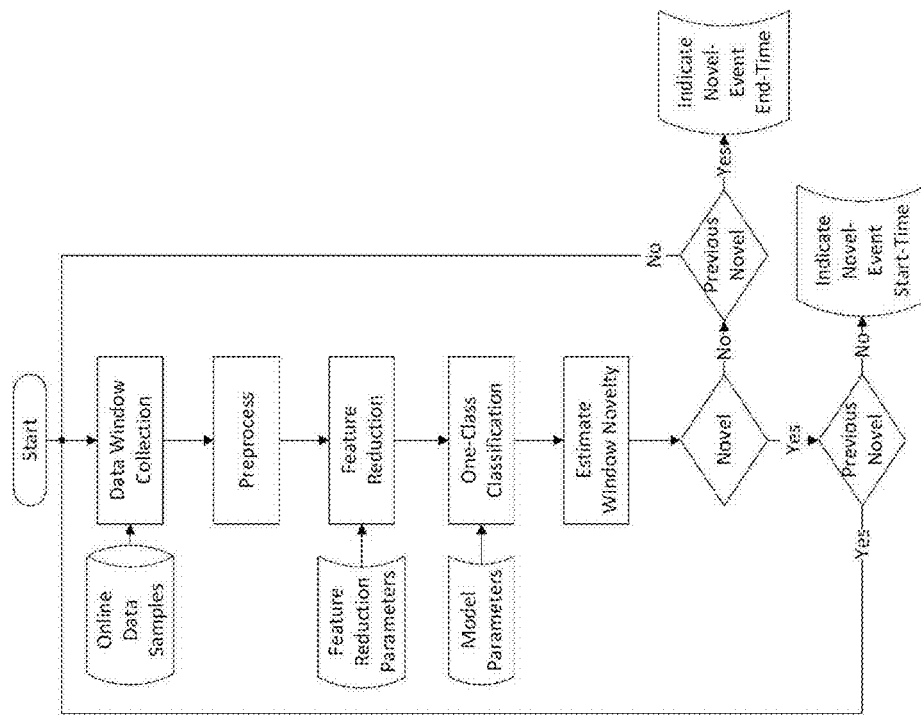 Start
Online
Data
Samples
Data Window
Collection
Preprocess
Feature
Reduction
Parameters
Feature
Reduction
Model
Parameters
One-Class
Classification
Estimate
Window Novelty
Novel
No
Previous
Novel
No
Yes
Indicate
Novel-
Event
End-Time
Yes
Previous
Novel
Yes
No
Indicate
Novel-
Event
Start-Time